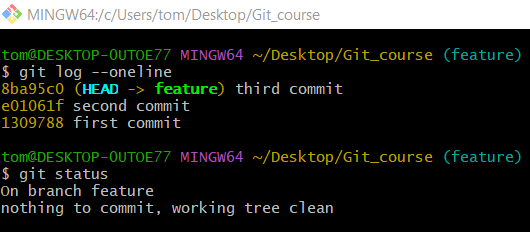 MINGW64:/c/Users/tom/Desktop/Git_course
tom@DESKTOP-OUTOE77 MINGW64 ~/Desktop/Git_course (feature)
$ git log --oneline
8ba95c0 (HEAD -> feature) third commit
e01061f second commit
1309788 first commit
tom@DESKTOP-OUTOE77 MINGW64 ~/Desktop/Git_course (feature)
$ git status
On branch feature
nothing to commit, working tree clean